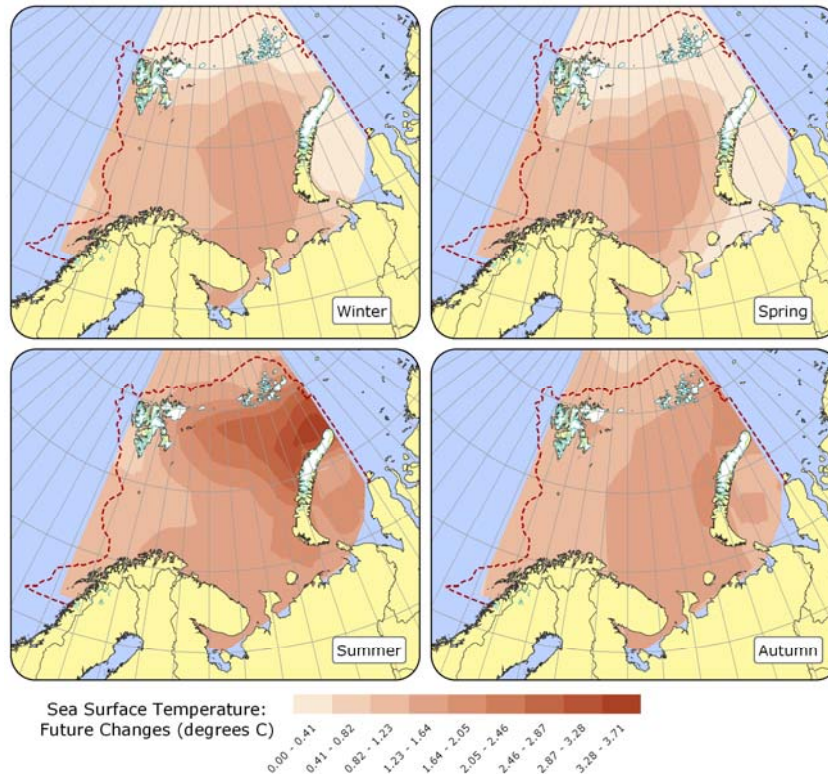 Winter
Spring
Summer
Autumn
Sea Surface Temperature:
Future Changes (degrees C)
0.00 - 0.41
0.41 - 0.82
0.82 - 1.23
1.23 - 1.64
1.64 - 2.05
2.05 - 2.46
2.46 - 2.87
2.87 - 3.28
3.28 - 3.71